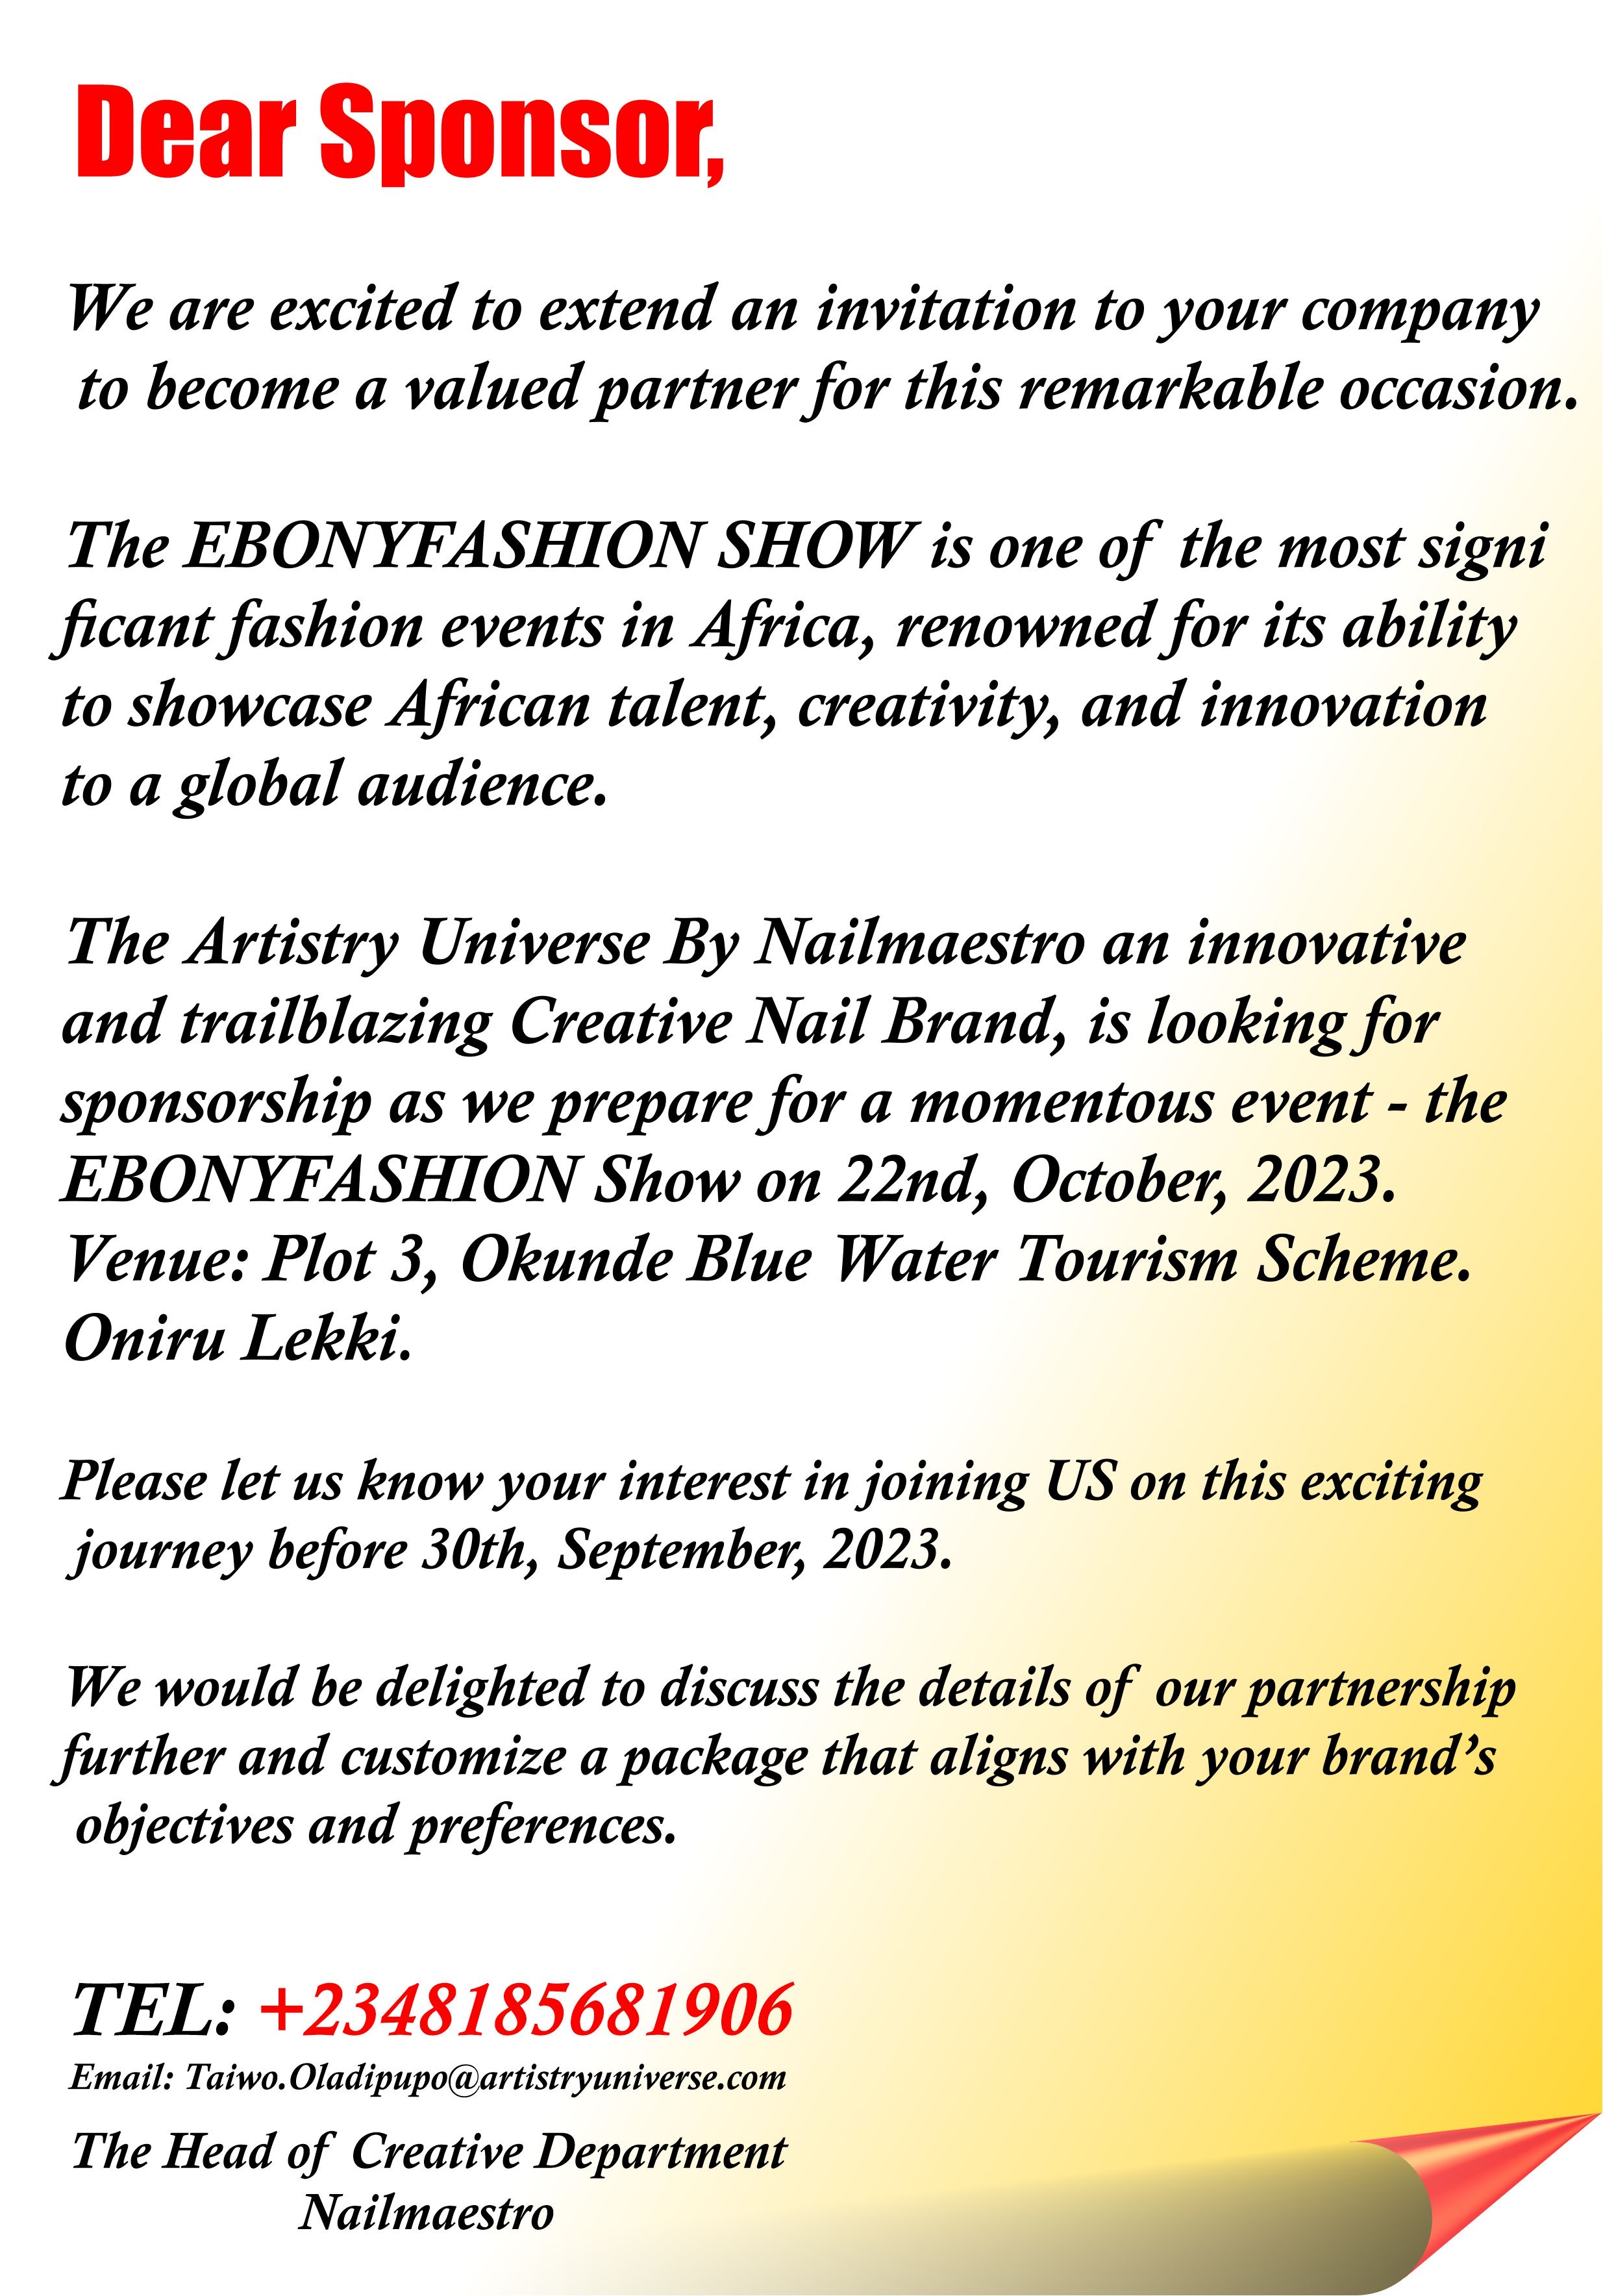 Dear Sponsor,
We are excited to extend an invitation to your company
to become a valued partner for this remarkable occasion.
The EBONYFASHION SHOW is one of the most signi
ficant fashion events in Africa, renowned for its ability
to showcase African talent, creativity, and innovation
to a global audience.
The Artistry Universe By Nailmaestro an innovative
and trailblazing Creative Nail Brand, is looking for
sponsorship as we prepare for a momentous event - the
EBONYFASHION Show on 22nd, October, 2023.
Venue: Plot 3, Okunde Blue Water Tourism Scheme.
Oniru Lekki.
Please let us know your interest in joining US on this exciting
journey before 30th, September, 2023.
We would be delighted to discuss the details of our partnership
further and customize a package that aligns with your brand’s
objectives and preferences.
TEL: +2348185681906
Email: Taiwo.Oladipupo@artistryuniverse.com
The Head of Creative Department
Nailmaestro